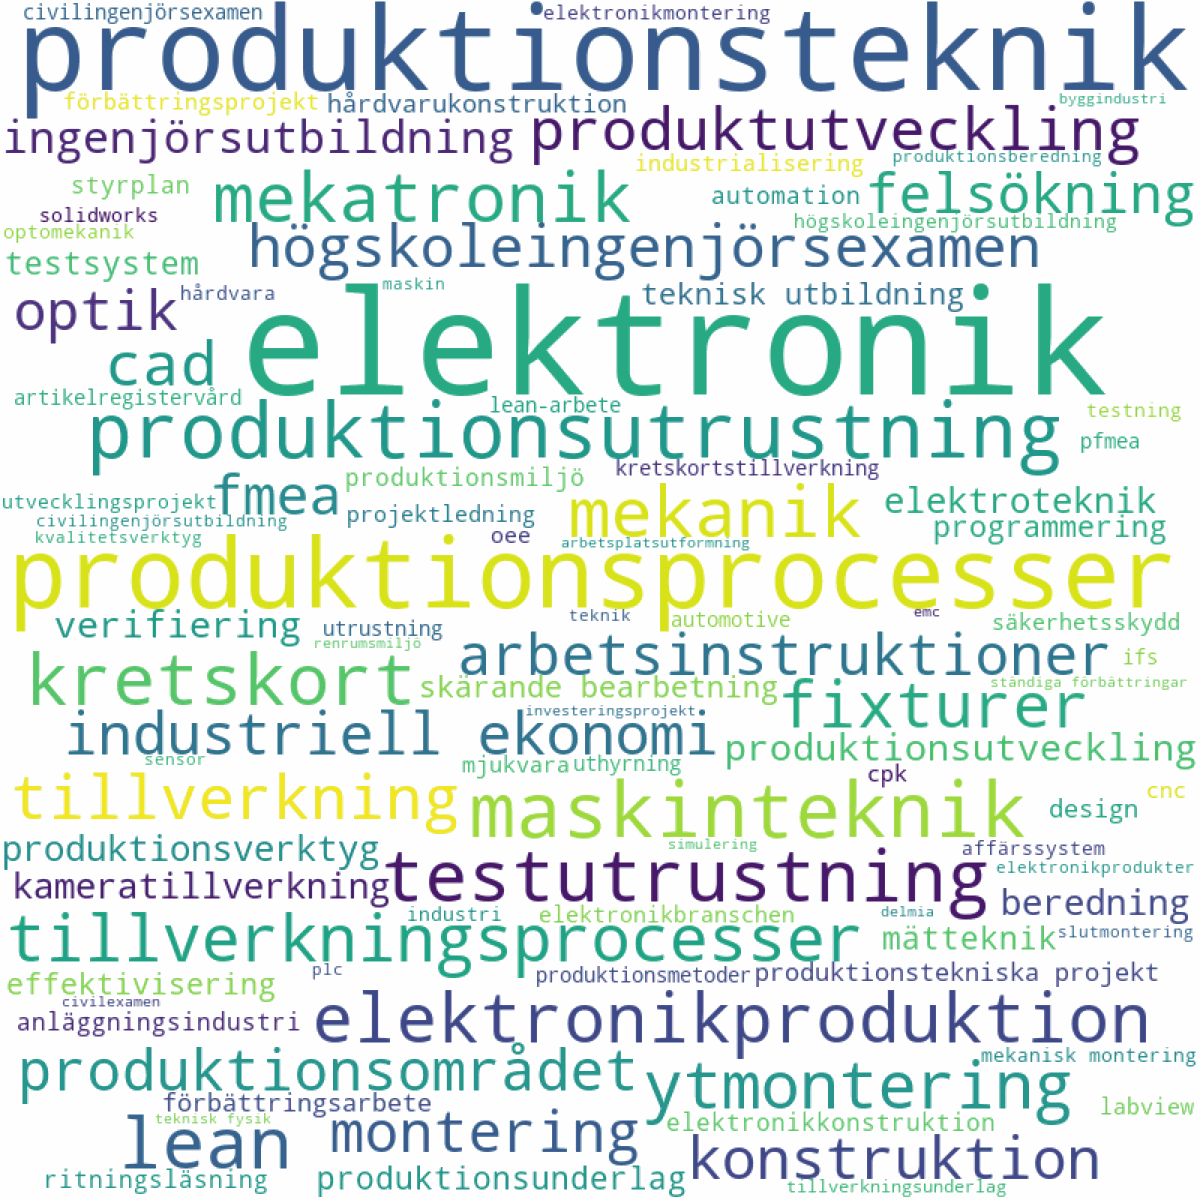 civilingenjörsexamen
elektronikmontering
produktionsteknik
förbättringsprojekt
hårdvarukonstruktion
byggindustri
ingenjörsutbildning
produktutveckling
industrialisering
produktionsberedning
styrplan
mekatronik
automation
felsökning
solidworks
högskoleingenjörsutbildning
optomekanik
högskoleingenjörsexamen
testsystem
maskin
optik
hårdvara
teknisk utbildning
elektronik
cad
artikelregistervård
lean-arbete
produktionsutrustning
testning
pfmea
kretskortstillverkning
fmea
produktionsmiljö
mekanik
elektroteknik
utvecklingsprojekt
projektledning
civilingenjörsutbildning
programmering
kvalitetsverktyg
oee
arbetsplatsutformning
produktionsprocesser
teknik
emc
verifiering
utrustning
automotive
säkerhetsskydd
renrumsmiljö
arbetsinstruktioner
ifs
kretskort
skärande bearbetning
fixturer
ständiga förbättringar
industriell ekonomi
investeringsprojekt
produktionsutveckling
sensor
mjukvara
uthyrning
cpk
tillverkning
maskinteknik
cnc
design
produktionsverktyg
simulering
affärssystem
testutrustning
elektronikprodukter
kameratillverkning
beredning
industri
elektronikbranschen
delmia
tillverkningsprocesser
mätteknik
slutmontering
effektivisering
plc
produktionsmetoder
produktionstekniska projekt
civilexamen
anläggningsindustri
elektronikproduktion
produktionsområdet
mekanisk montering
ytmontering
förbättringsarbete
labview
teknisk fysik
lean
montering
elektronikkonstruktion
konstruktion
ritningsläsning
produktionsunderlag
tillverkningsunderlag